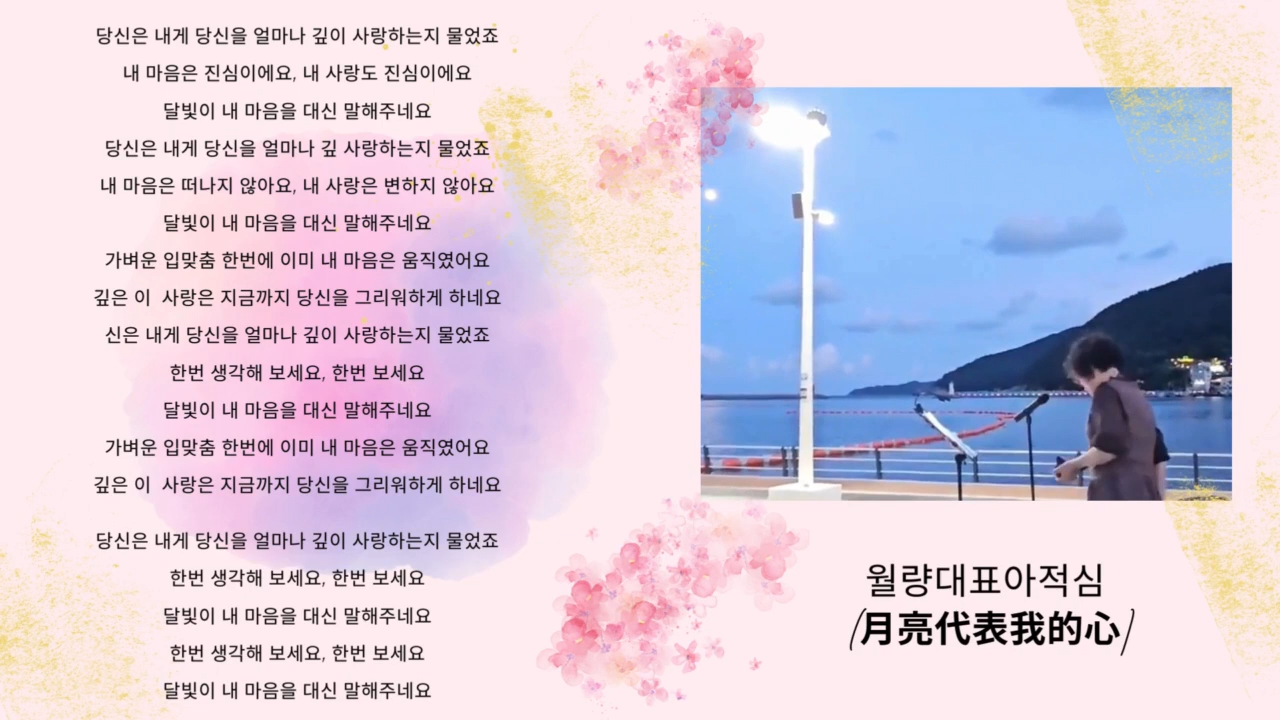 당신은 내게 당신을 얼마나 깊이 사랑하는지 물었죠
내 마음은 진심이에요, 내 사랑도 진심이에요
달빛이 내 마음을 대신 말해주네요
당신은 내게 당신을 얼마나 깊 사랑하는지 물었죠
내 마음은 떠나지 않아요, 내 사랑은 변하지 않아요
달빛이 내 마음을 대신 말해주네요
가벼운 입맞춤 한번에 이미 내 마음은 움직였어요
깊은 이 사랑은 지금까지 당신을 그리워하게 하네요
신은 내게 당신을 얼마나 깊이 사랑하는지 물었죠
한번 생각해 보세요, 한번 보세요
달빛이 내 마음을 대신 말해주네요
가벼운 입맞춤 한번에 이미 내 마음은 움직였어요
깊은 이 사랑은 지금까지 당신을 그리워하게 하네요
당신은 내게 당신을 얼마나 깊이 사랑하는지 물었죠
한번 생각해 보세요, 한번 보세요
달빛이 내 마음을 대신 말해주네요
한번 생각해 보세요, 한번 보세요
달빛이 내 마음을 대신 말해주네요
월량대표아적심
(月亮代表我的心)